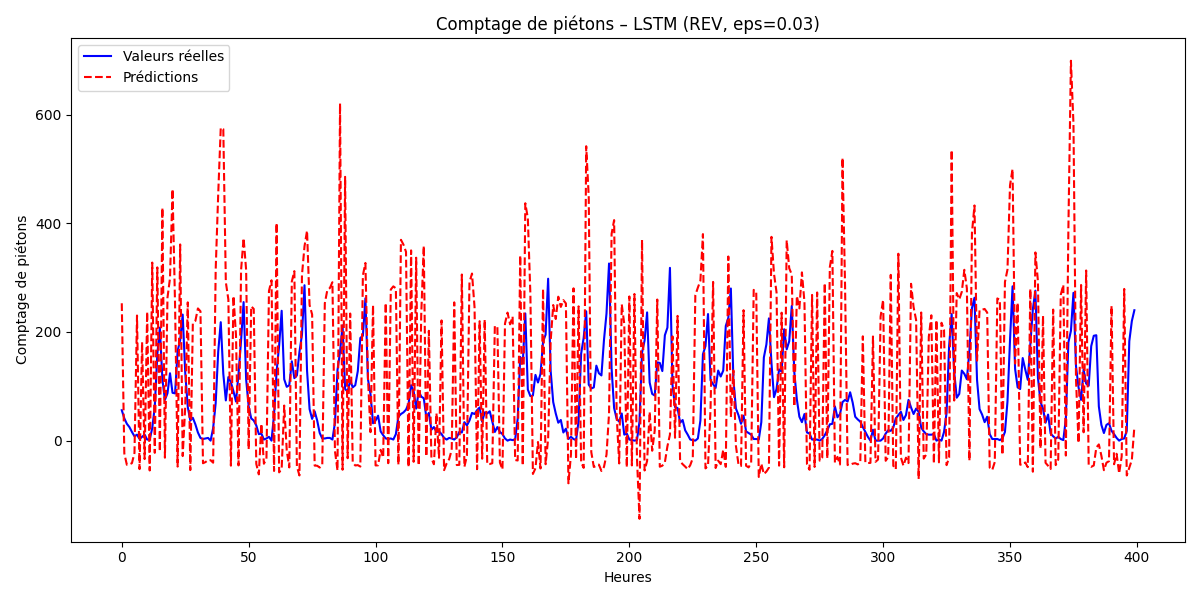 Comptage de piétons – LSTM (REV, eps=0.03)
Valeurs réelles
Prédictions
Comptage de piétons
600
400
200
0
0 50 100 150 200 250 300 350 400
Heures